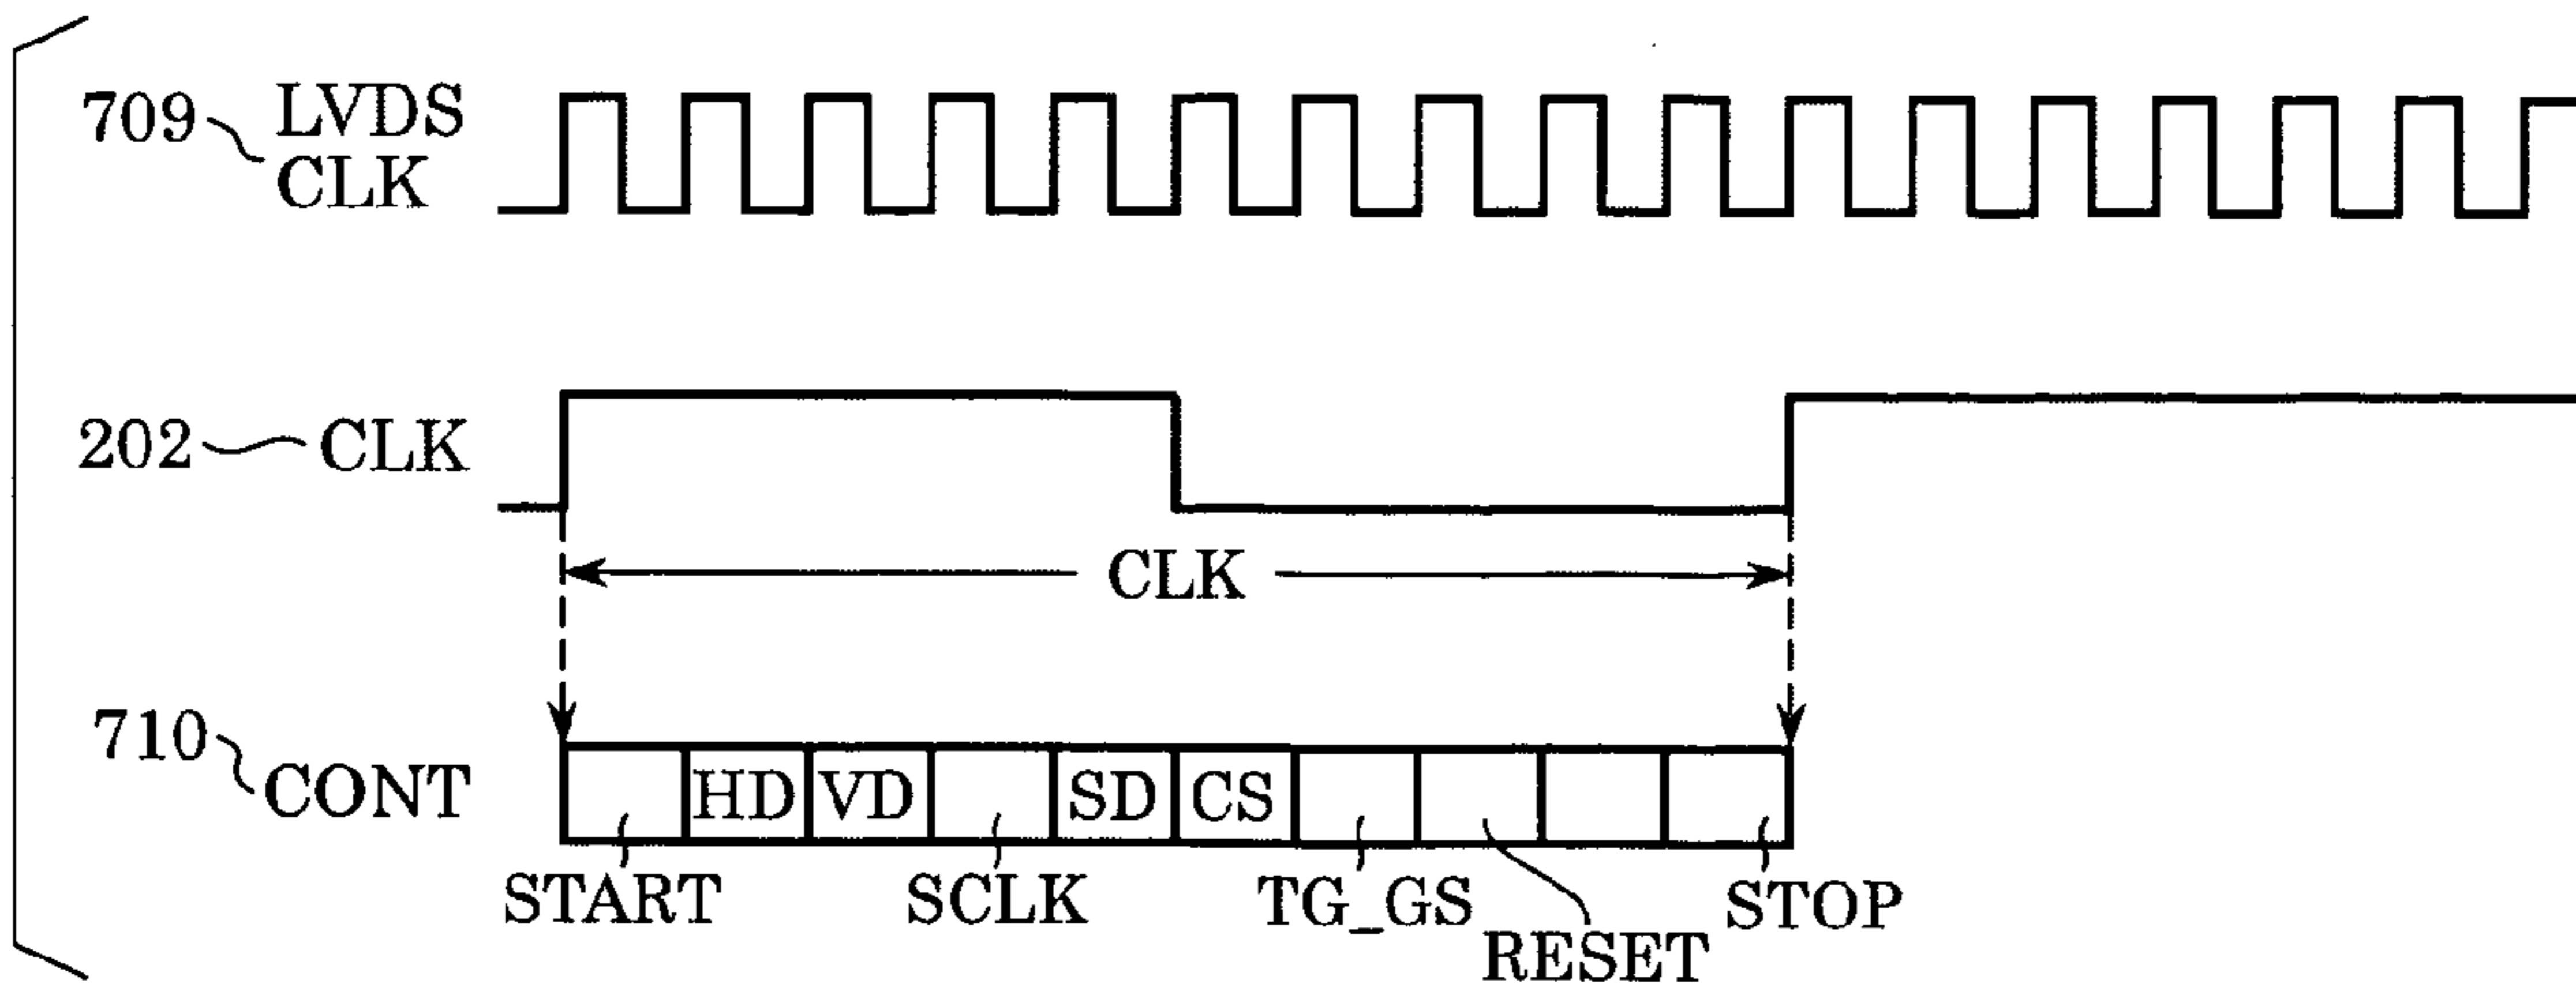 709 LVDS
CLK
202 CLK
CLK
710
CONT
HD VD SD CS
START SCLK TG_GS RESET STOP